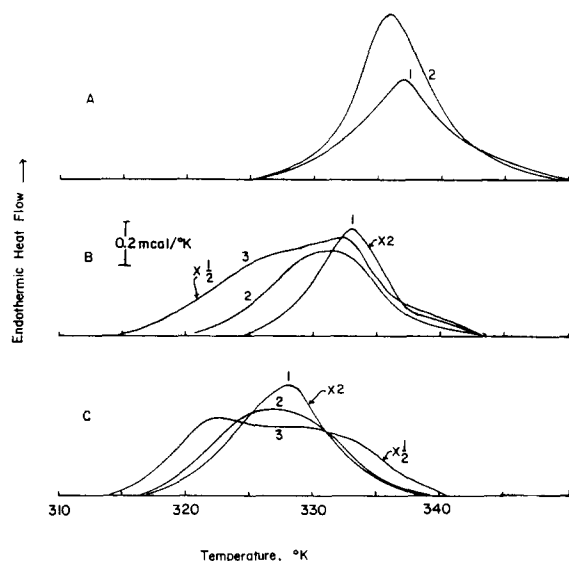 A
1
2
Endothermic Heat Flow →
0.2 mcal/°K
B
1
X2
3
X 1/2
2
C
1
X2
2
3
X 1/2
310 320 330 340
Temperature, °K